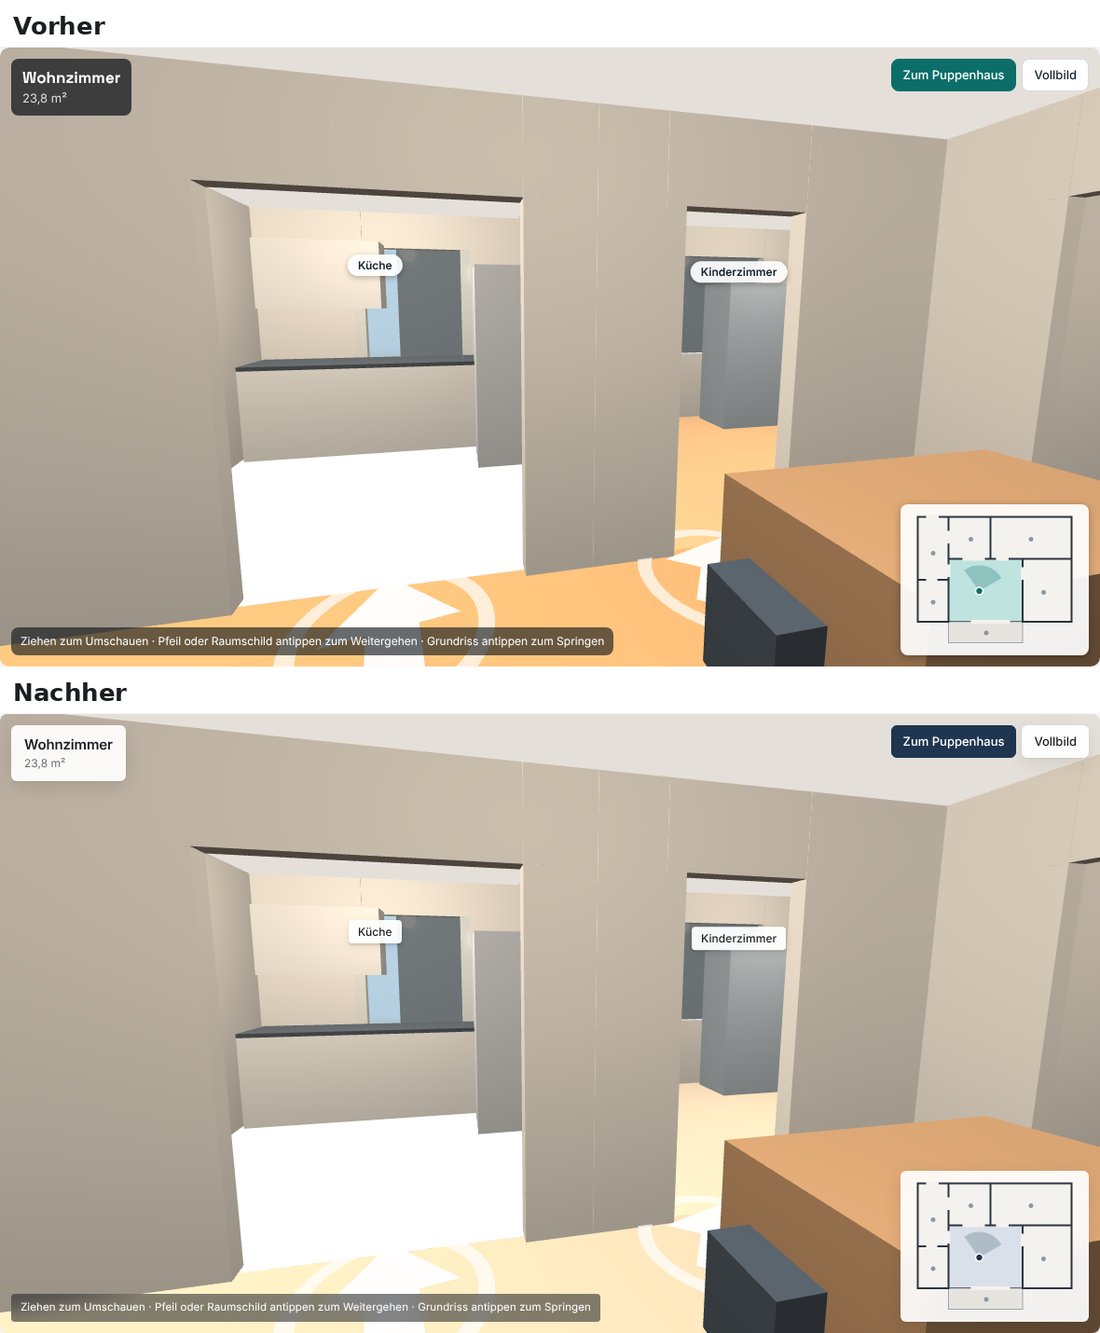 Vorher
Wohnzimmer
23,8 m²
Zum Puppenhaus
Vollbild
Küche
Kinderzimmer
Ziehen zum Umschauen · Pfeil oder Raumschild antippen zum Weitergehen · Grundriss antippen zum Springen
Nachher
Wohnzimmer
23,8 m²
Zum Puppenhaus
Vollbild
Küche
Kinderzimmer
Ziehen zum Umschauen · Pfeil oder Raumschild antippen zum Weitergehen · Grundriss antippen zum Springen